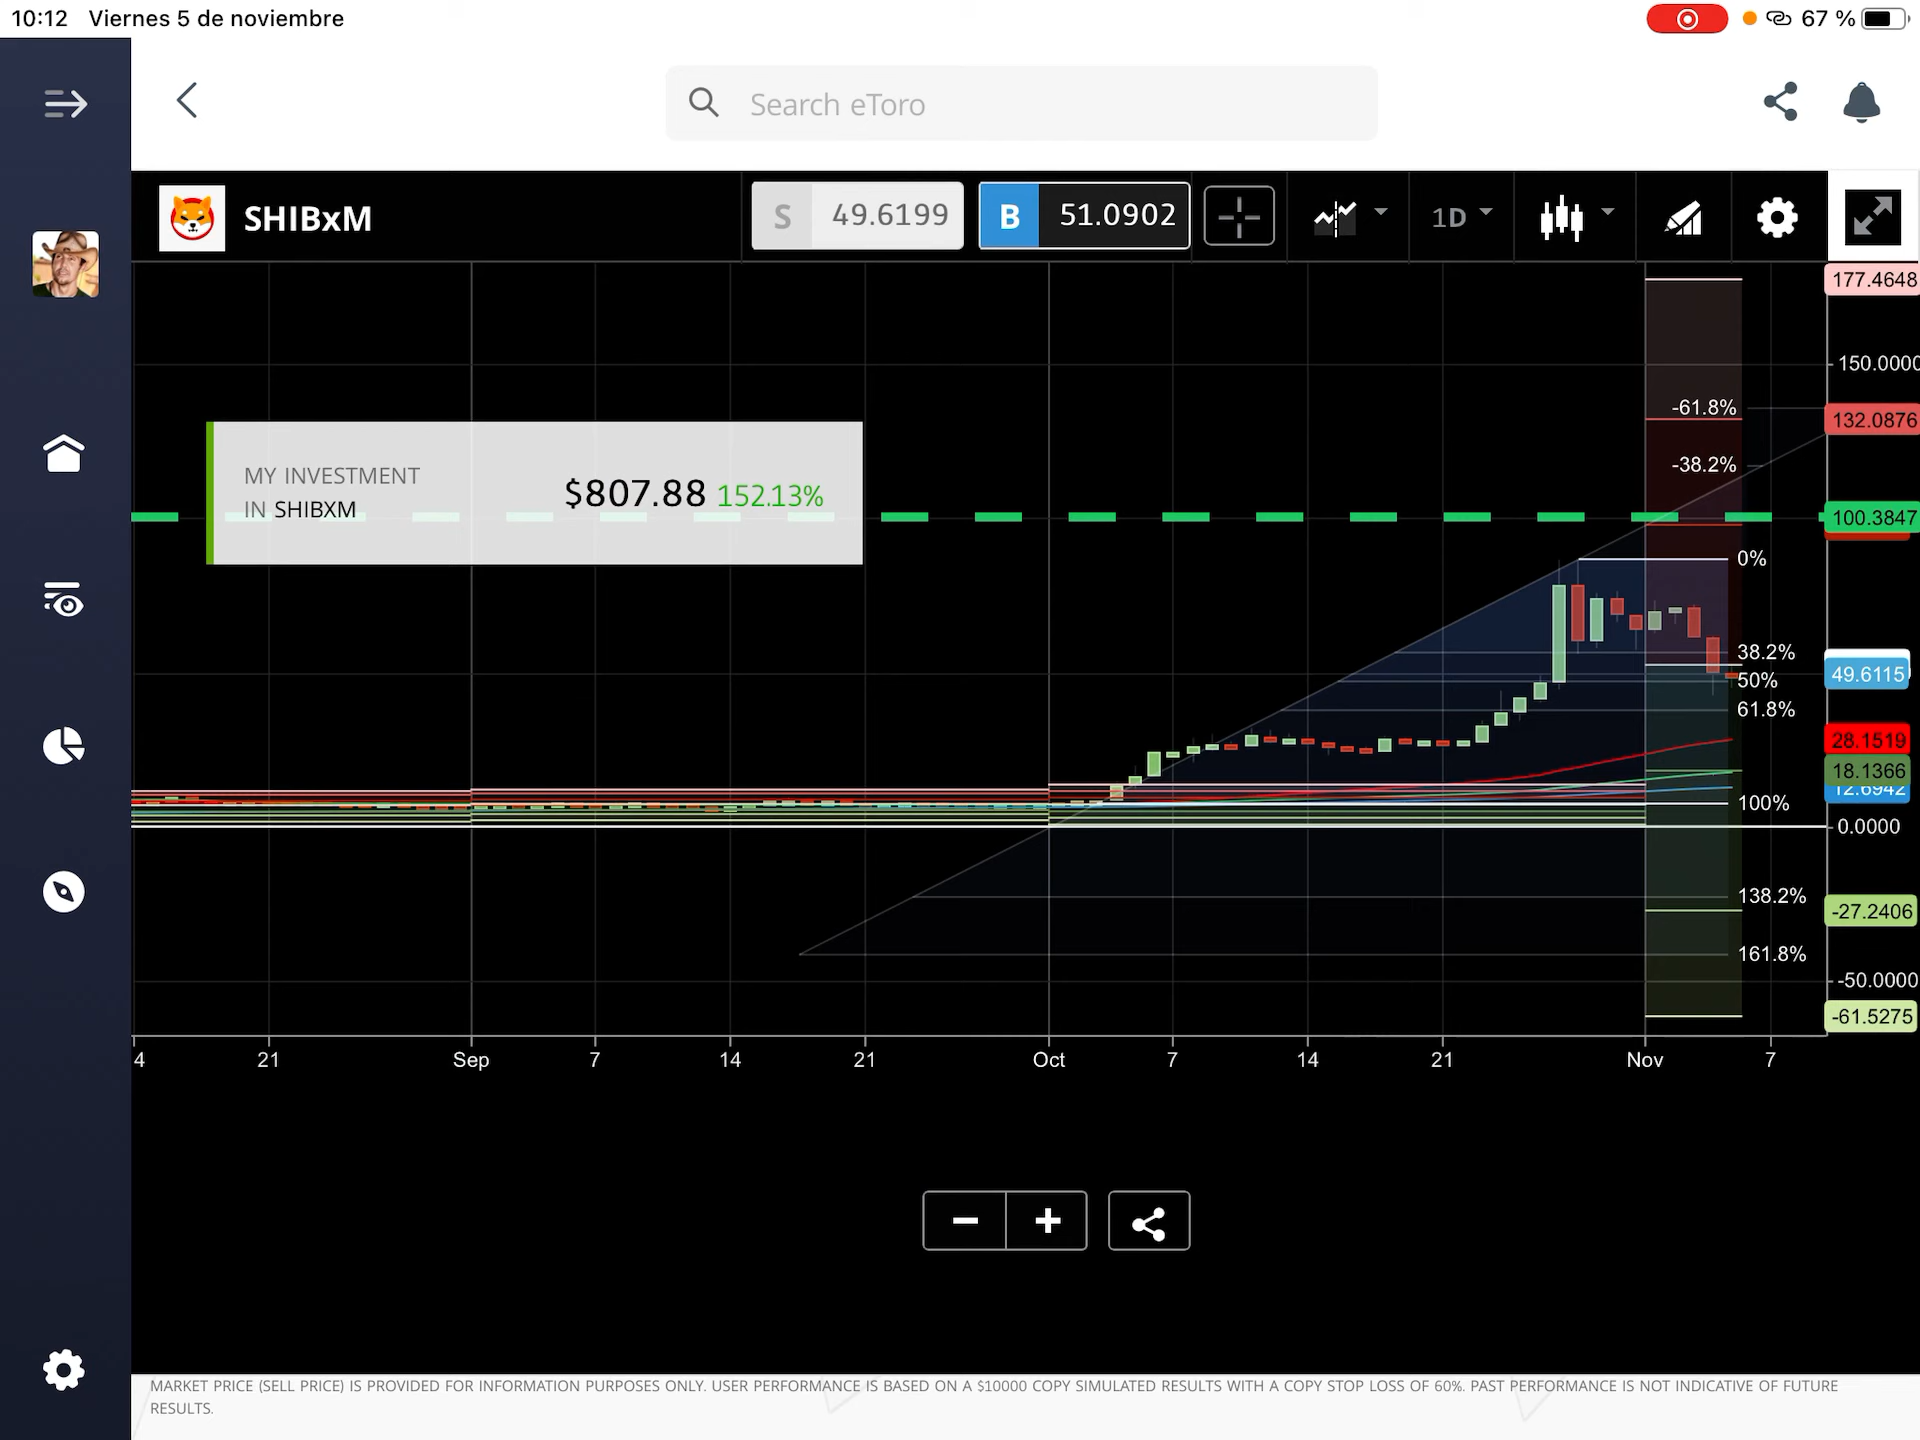 10:12 Viernes 5 de noviembre
67 %
Search eToro
SHIBxM
S 49.6199
B 51.0902
1D
177.4648
150.0000
-61.8%
132.0876
-38.2%
MY INVESTMENT
IN SHIBXM
$807.88 152.13%
100.3847
0%
38.2%
49.6115
50%
61.8%
28.1519
18.1366
12.6942
100%
0.0000
138.2%
-27.2406
161.8%
-50.0000
-61.5275
4 21 Sep 7 14 21 Oct 7 14 21 Nov 7
MARKET PRICE (SELL PRICE) IS PROVIDED FOR INFORMATION PURPOSES ONLY. USER PERFORMANCE IS BASED ON A $10000 COPY SIMULATED RESULTS WITH A COPY STOP LOSS OF 60%. PAST PERFORMANCE IS NOT INDICATIVE OF FUTURE
RESULTS.